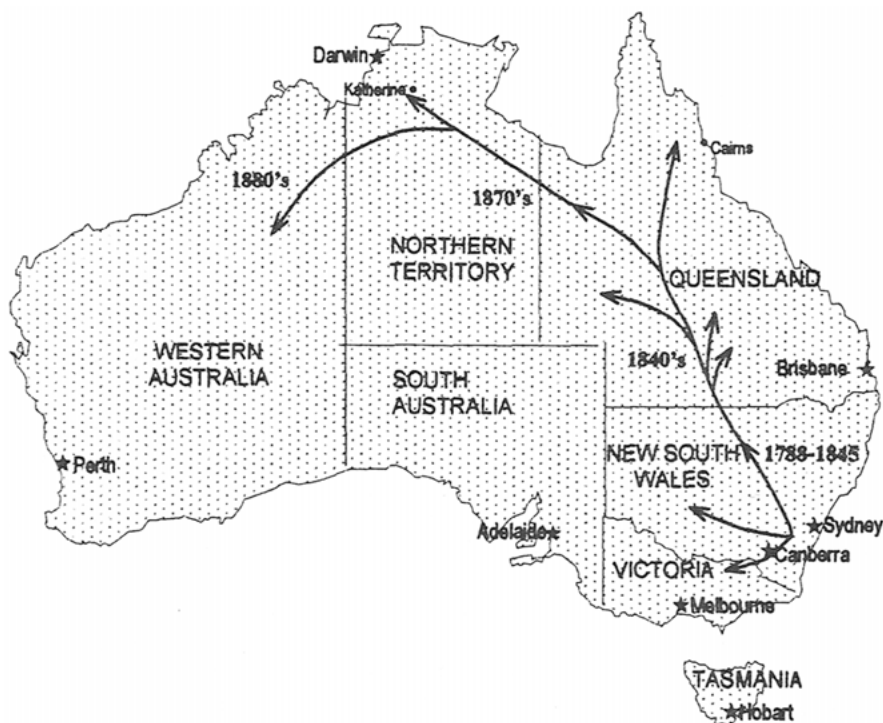 Darwin
Katherine
Cairns
1880's
1870's
NORTHERN
TERRITORY
QUEENSLAND
WESTERN
AUSTRALIA
1840's
Brisbane
SOUTH
AUSTRALIA
NEW SOUTH
WALES
1788-1845
Perth
Adelaide
Sydney
Canberra
VICTORIA
Melbourne
TASMANIA
Hobart